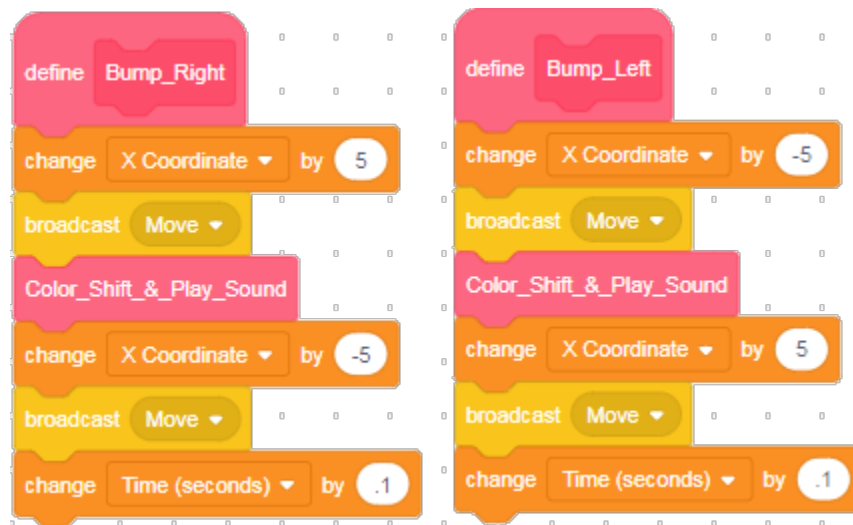 define Bump_Right
change X Coordinate by 5
broadcast Move
Color_Shift_&_Play_Sound
change X Coordinate by -5
broadcast Move
change Time (seconds) by .1
define Bump_Left
change X Coordinate by -5
broadcast Move
Color_Shift_&_Play_Sound
change X Coordinate by 5
broadcast Move
change Time (seconds) by .1